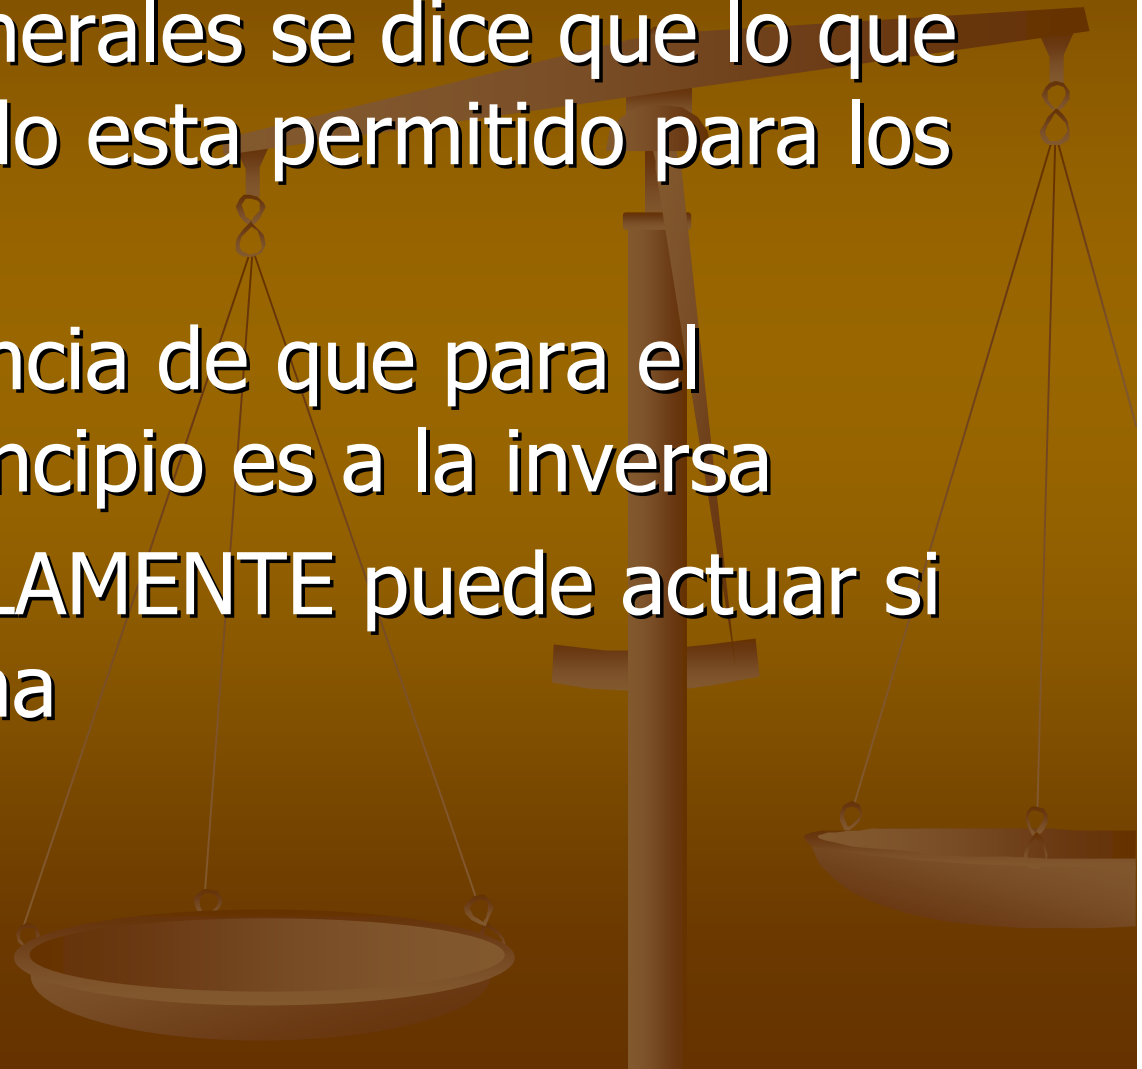 nerales se dice que lo que
do esta permitido para los
ncia de que para el
ncipio es a la inversa
LAMENTE puede actuar si
na